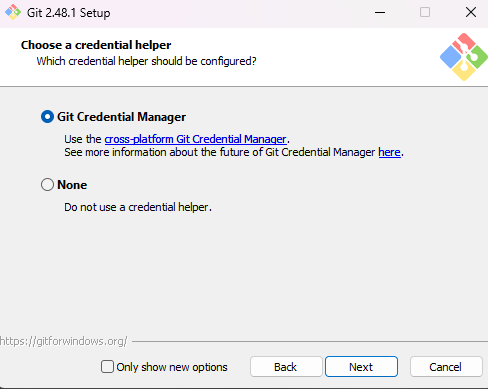 Git 2.48.1 Setup
Choose a credential helper
Which credential helper should be configured?
Git Credential Manager
Use the cross-platform Git Credential Manager.
See more information about the future of Git Credential Manager here.
None
Do not use a credential helper.
https://gitforwindows.org/
Only show new options
Back
Next
Cancel